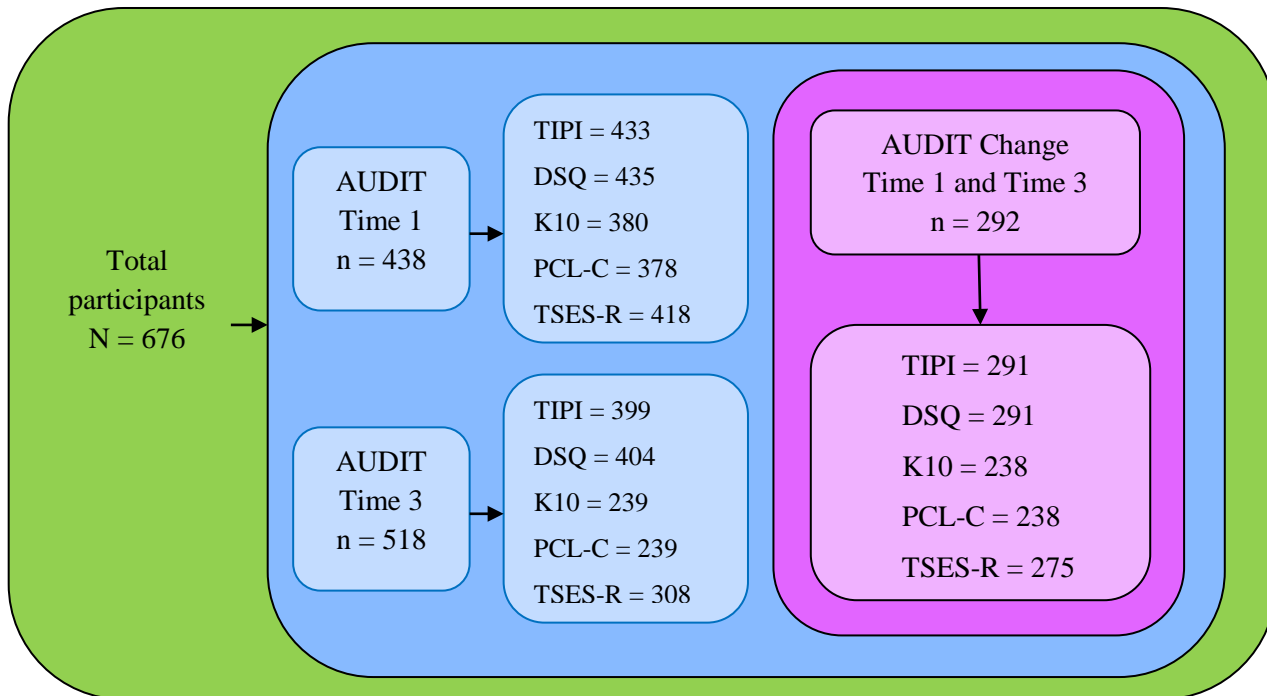 Total
participants
N = 676
AUDIT
Time 1
n = 438
TIPI = 433
DSQ = 435
K10 = 380
PCL-C = 378
TSES-R = 418
AUDIT
Time 3
n = 518
TIPI = 399
DSQ = 404
K10 = 239
PCL-C = 239
TSES-R = 308
AUDIT Change
Time 1 and Time 3
n = 292
TIPI = 291
DSQ = 291
K10 = 238
PCL-C = 238
TSES-R = 275